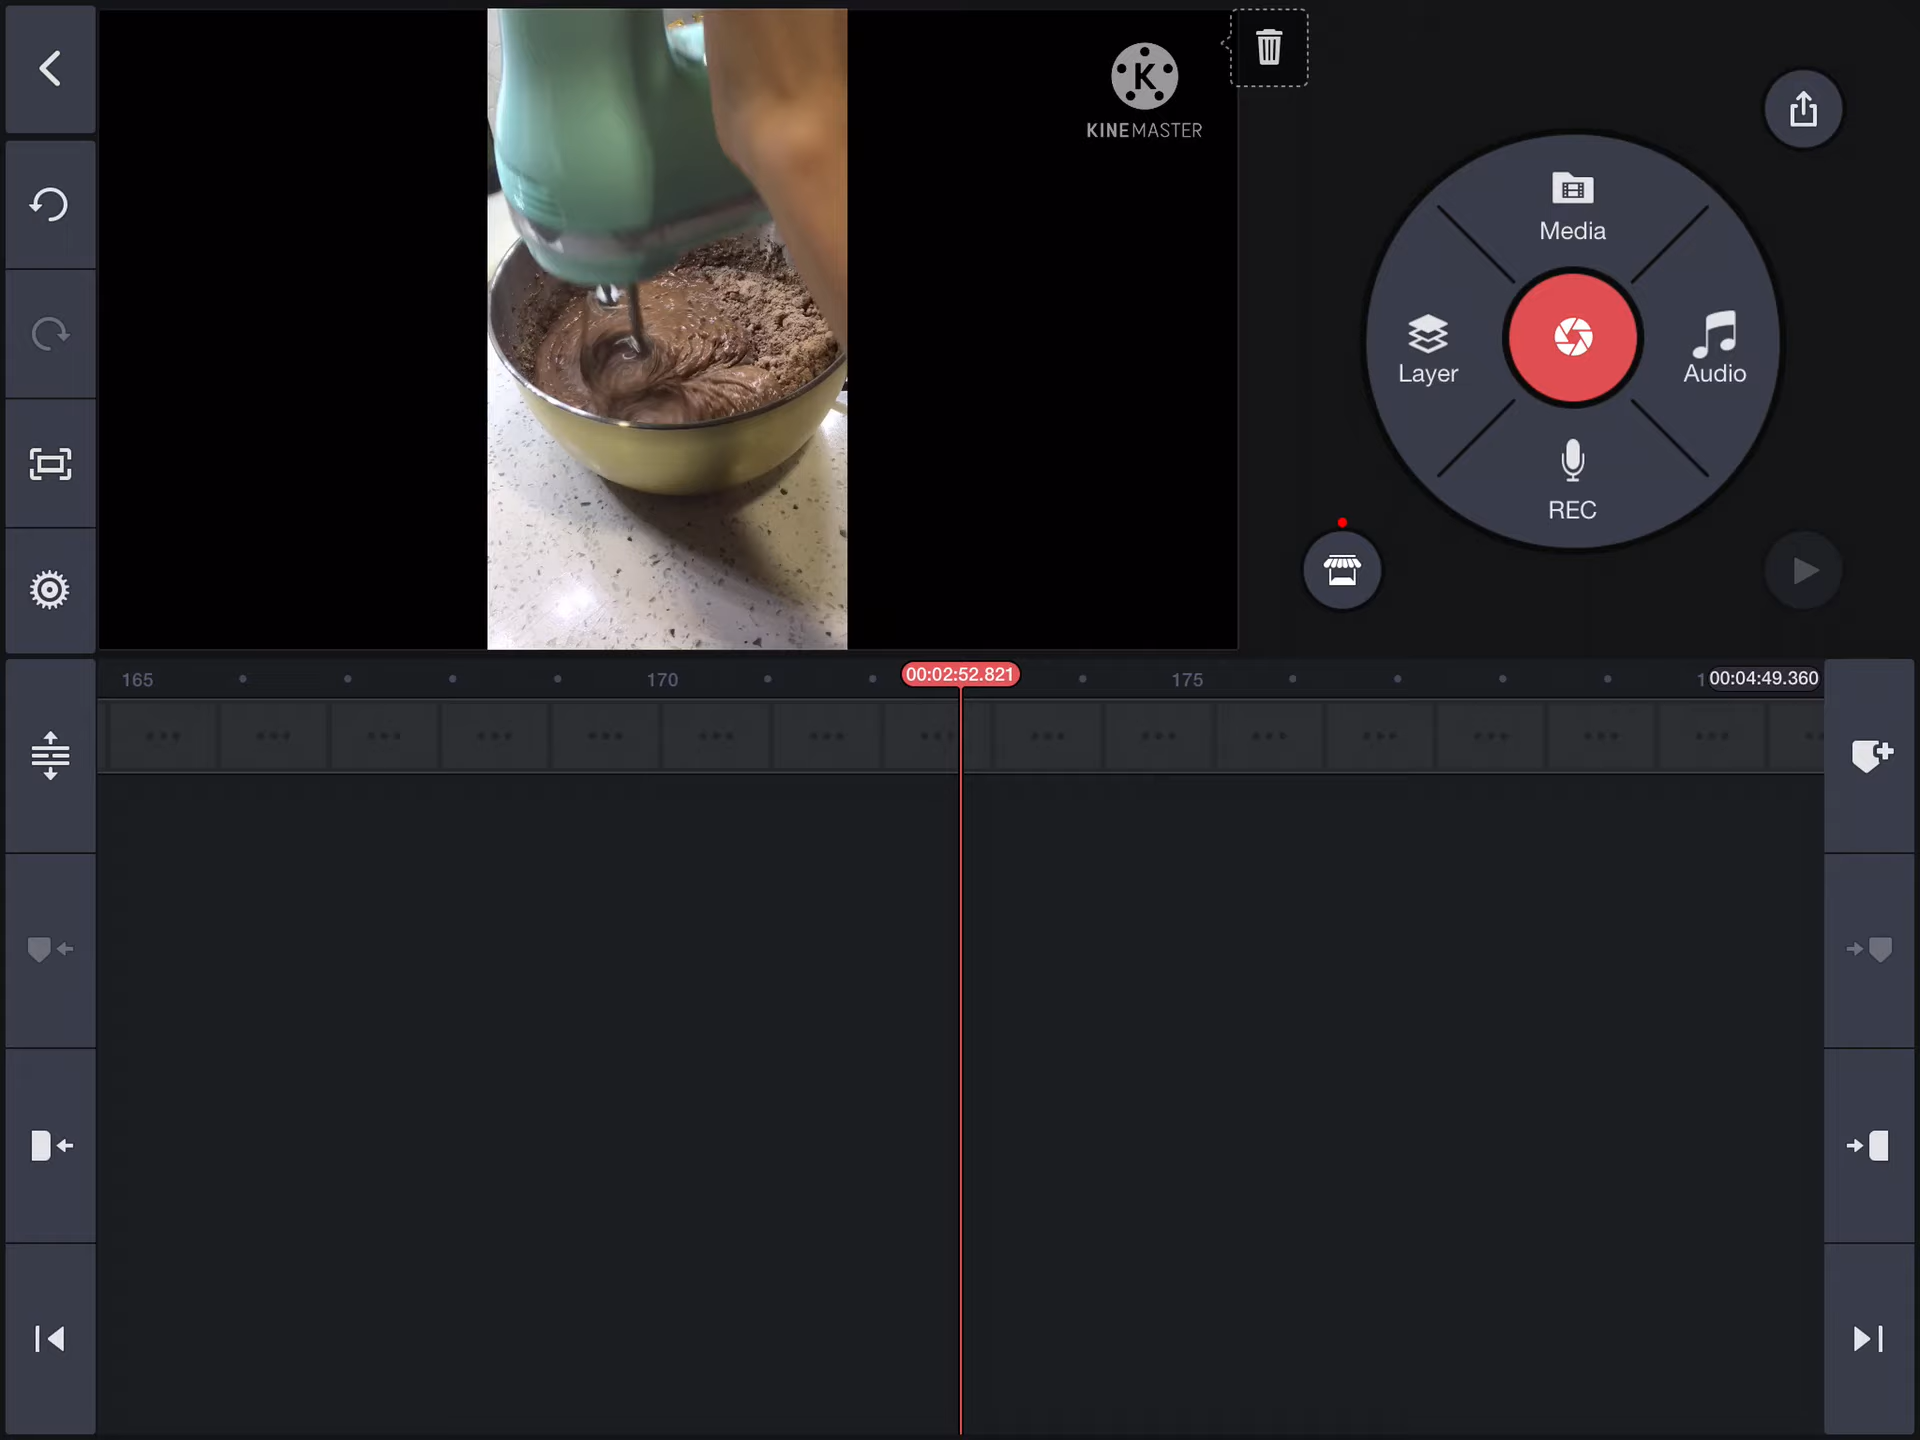 K
KINEMASTER
Media
Layer
Audio
REC
165
170
00:02:52.821
175
00:04:49.360